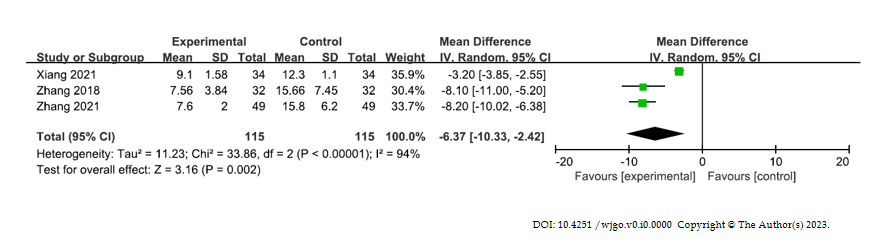 Experimental Control Mean Difference Mean Difference
Study or Subgroup Mean SD Total Mean SD Total Weight IV. Random. 95% CI IV. Random. 95% CI
Xiang 2021 9.1 1.58 34 12.3 1.1 34 35.9% -3.20 [-3.85, -2.55]
Zhang 2018 7.56 3.84 32 15.66 7.45 32 30.4% -8.10 [-11.00, -5.20]
Zhang 2021 7.6 2 49 15.8 6.2 49 33.7% -8.20 [-10.02, -6.38]
Total (95% CI) 115 115 100.0% -6.37 [-10.33, -2.42]
Heterogeneity: Tau² = 11.23; Chi² = 33.86, df = 2 (P < 0.00001); I² = 94%
Test for overall effect: Z = 3.16 (P = 0.002)
-20 -10 0 10 20
Favours [experimental] Favours [control]
DOI: 10.4251/wjgo.v0.i0.0000 Copyright © The Author(s) 2023.